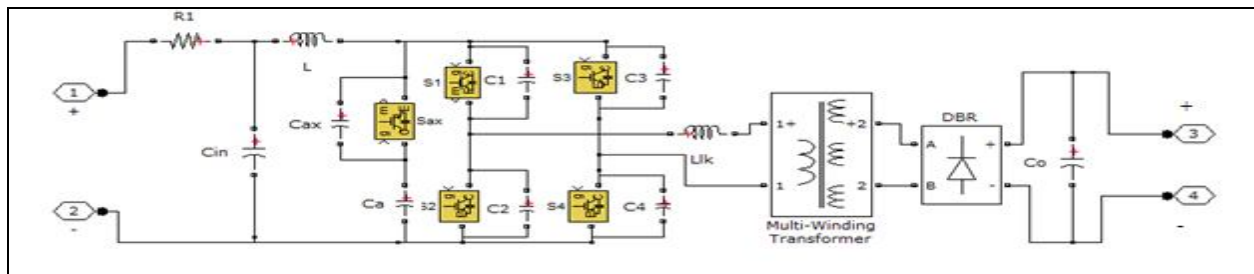 R1
1
+
L
S1
C1
S3
C3
Cax
Sax
Cin
Ca
S2
C2
S4
C4
Llk
1+
+2
1
2
Multi-Winding
Transformer
DBR
A
+
B
-
Co
+
3
4
-
2
-